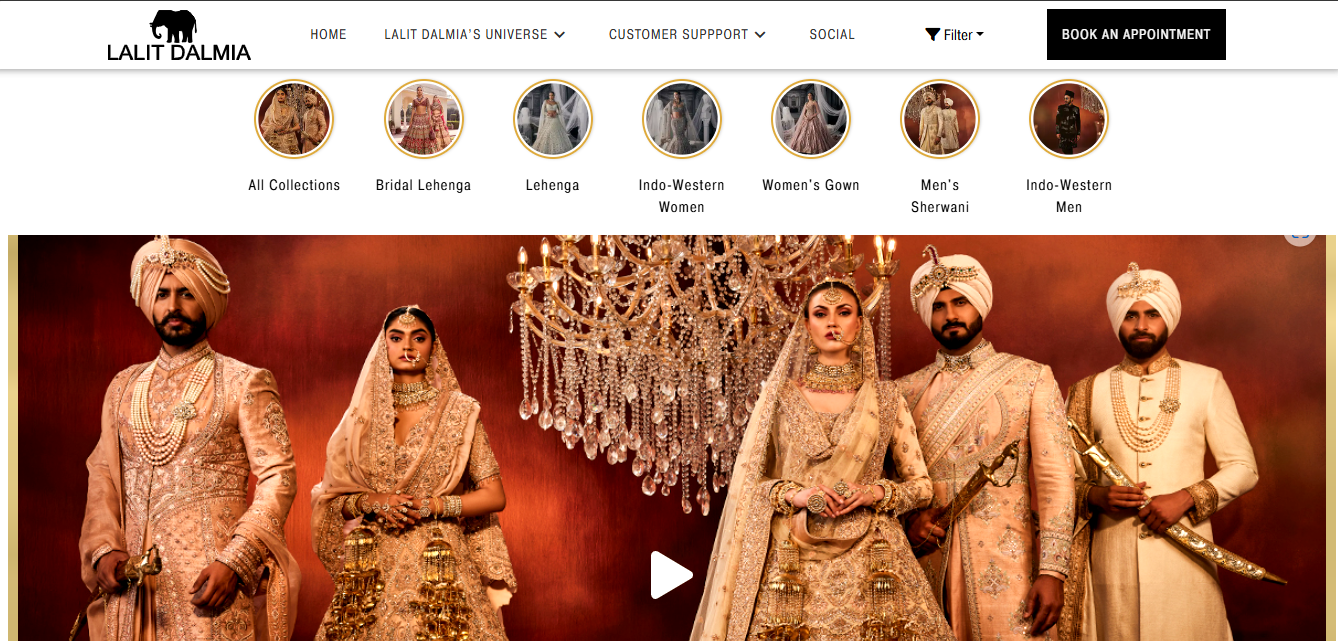 LALIT DALMIA
HOME
LALIT DALMIA'S UNIVERSE
CUSTOMER SUPPPORT
SOCIAL
Filter
BOOK AN APPOINTMENT
All Collections
Bridal Lehenga
Lehenga
Indo-Western
Women
Women's Gown
Men's
Sherwani
Indo-Western
Men